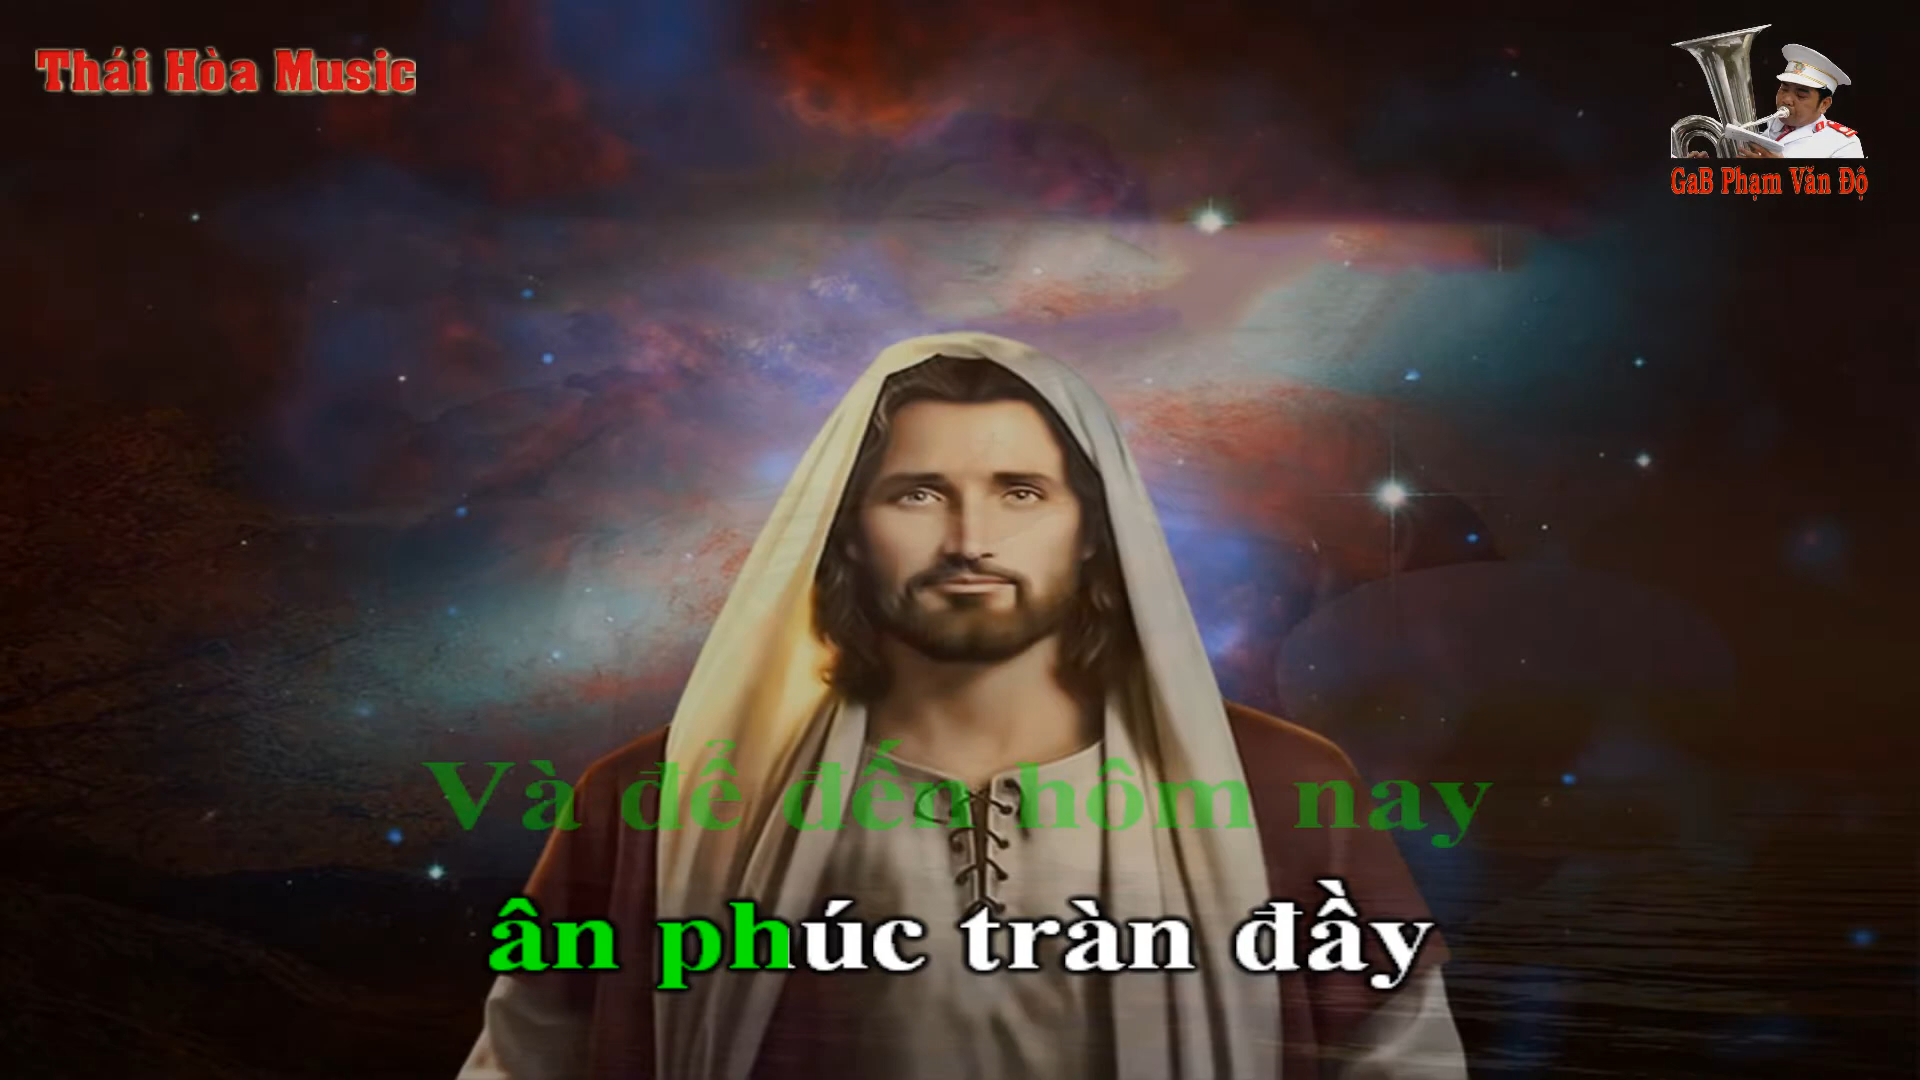 Thái Hòa Music
GaB Phạm Văn Độ
Và để đến hôm nay
ân phúc tràn đầy